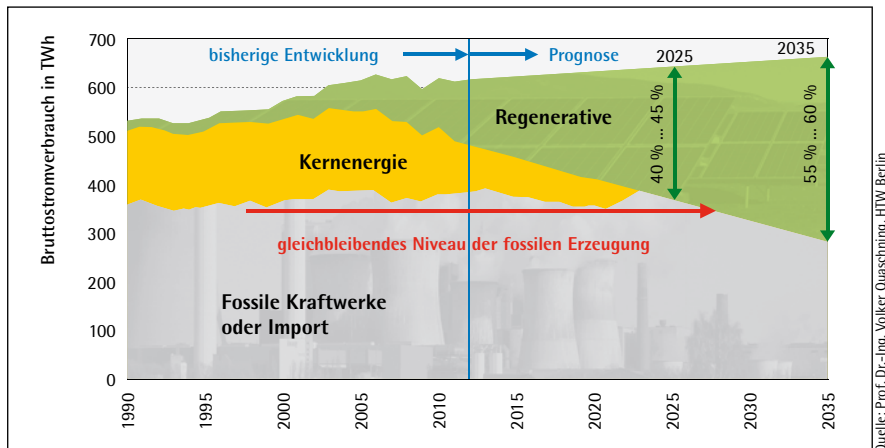 Bruttostromverbrauch in TWh
700
600
500
400
300
200
100
0
bisherige Entwicklung
Prognose
2025
2035
Regenerative
40 % ... 45 %
55 % ... 60 %
Kernenergie
gleichbleibendes Niveau der fossilen Erzeugung
Fossile Kraftwerke
oder Import
1990
1995
2000
2005
2010
2015
2020
2025
2030
2035
Quelle: Prof. Dr.-Ing. Volker Quaschning, HTW Berlin